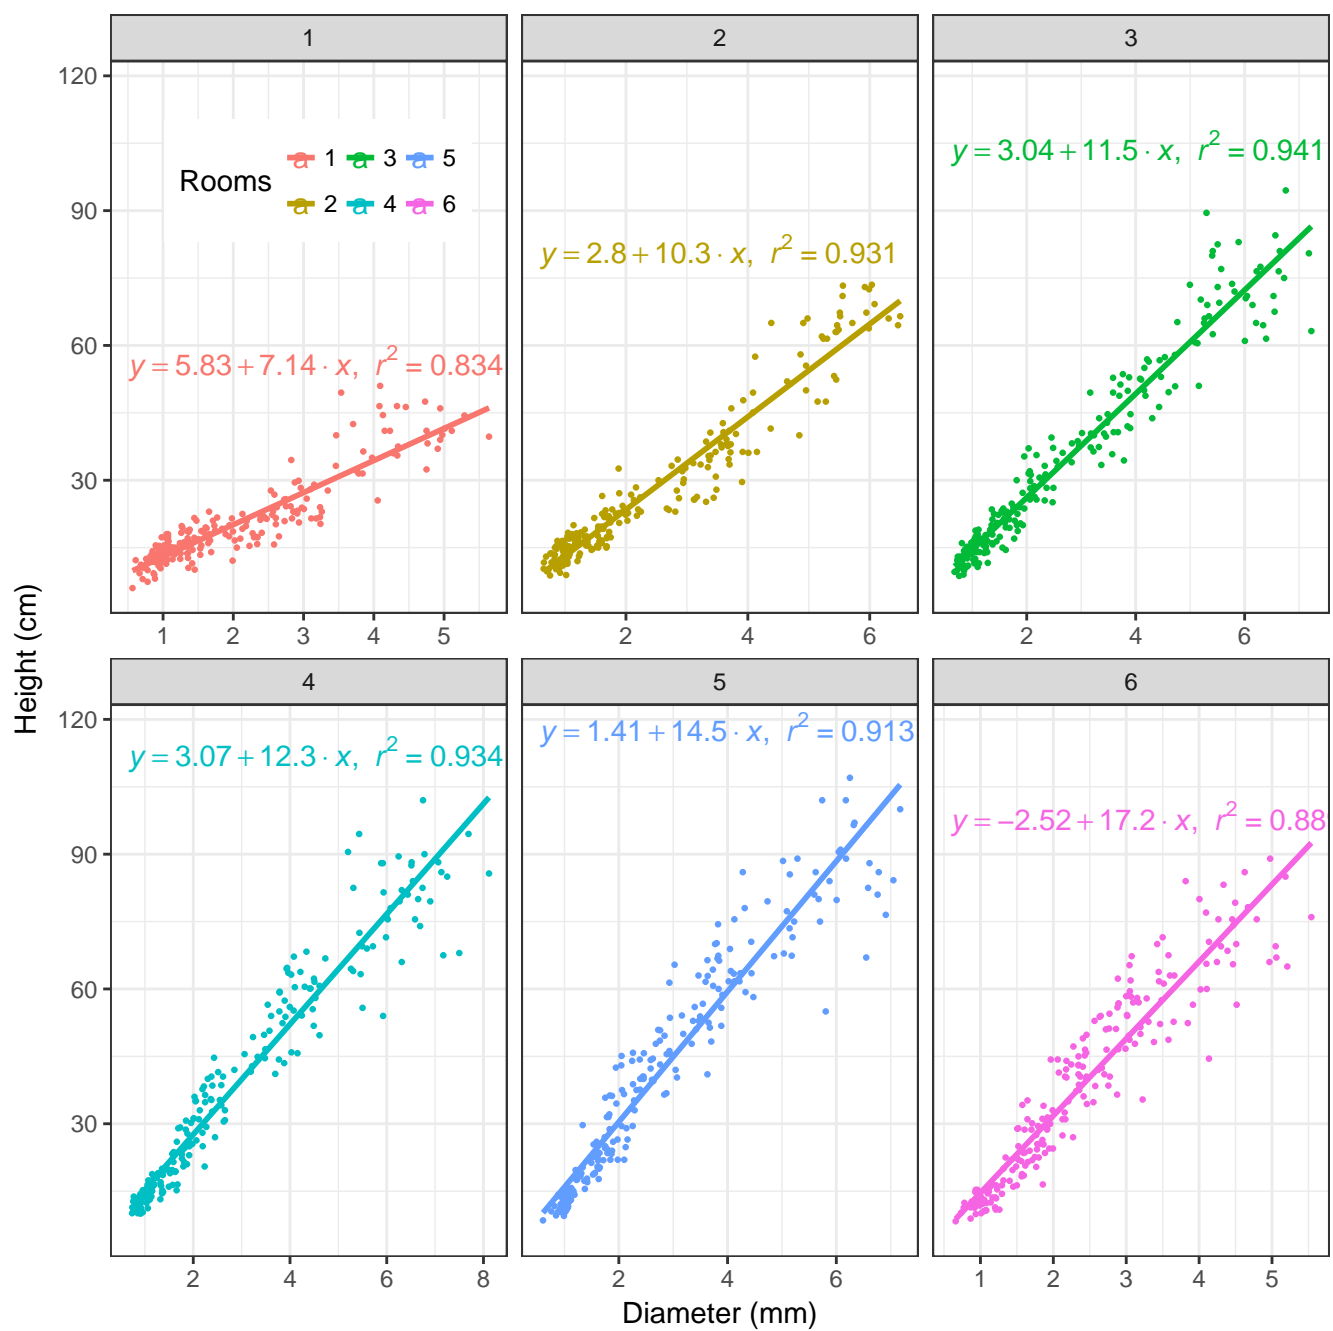 1 2 3
120
90
60
30
Rooms
a 1 a 3 a 5
a 2 a 4 a 6
y = 5.83 + 7.14 · x, r² = 0.834
y = 2.8 + 10.3 · x, r² = 0.931
y = 3.04 + 11.5 · x, r² = 0.941
1 2 3 4 5
2 4 6
2 4 6
Height (cm)
4 5 6
120
90
60
30
y = 3.07 + 12.3 · x, r² = 0.934
y = 1.41 + 14.5 · x, r² = 0.913
y = −2.52 + 17.2 · x, r² = 0.88
2 4 6 8
2 4 6
1 2 3 4 5
Diameter (mm)